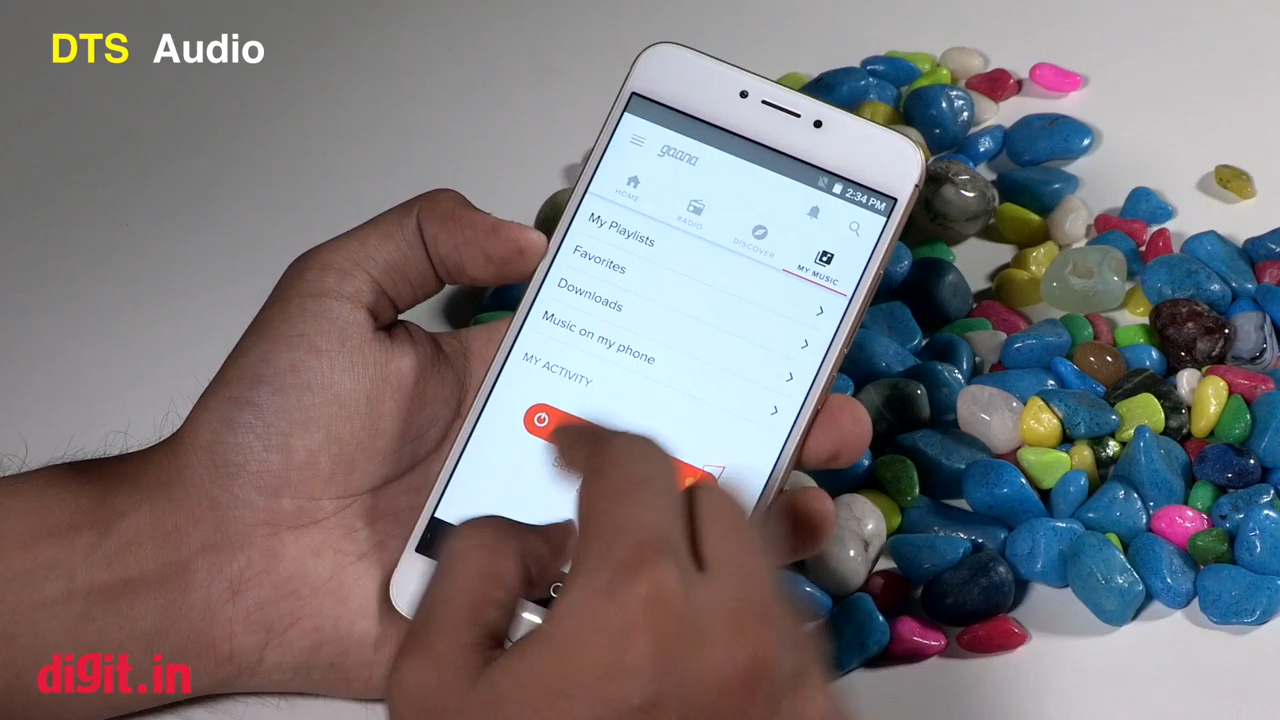 DTS Audio
gaana
2:34 PM
HOME
RADIO
DISCOVER
MY MUSIC
My Playlists
Favorites
Downloads
Music on my phone
MY ACTIVITY
digit.in